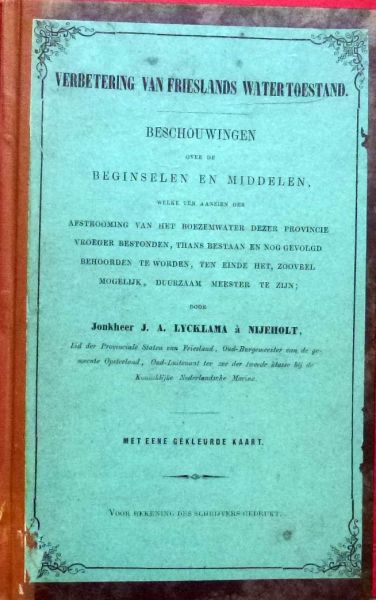 VERBETERING VAN FRIESLANDS WATERTOESTAND.
BESCHOUWINGEN
OVER DE
BEGINSELEN EN MIDDELEN,
WELKE TEN AANZIEN DER
AFSTROOMING VAN HET BOEZEMWATER DEZER PROVINCIE
VROEGER BESTONDEN, THANS BESTAAN EN NOG GEVOLGD
BEHOORDEN TE WORDEN, TEN EINDE HET, ZOOVEEL
MOGELIJK, DUURZAAM MEESTER TE ZIJN;
DOOR
Jonkheer J. A. LYCKLAMA à NIJEHOLT,
Lid der Provinciale Staten van Friesland, Oud-Burgemeester van de ge-
meente Opsterland, Oud-Luitenant ter zee der tweede klasse bij de
Koninklijke Nederlandsche Marine.
MET EENE GEKLEURDE KAART.
VOOR REKENING DES SCHRIJVERS GEDRUKT.